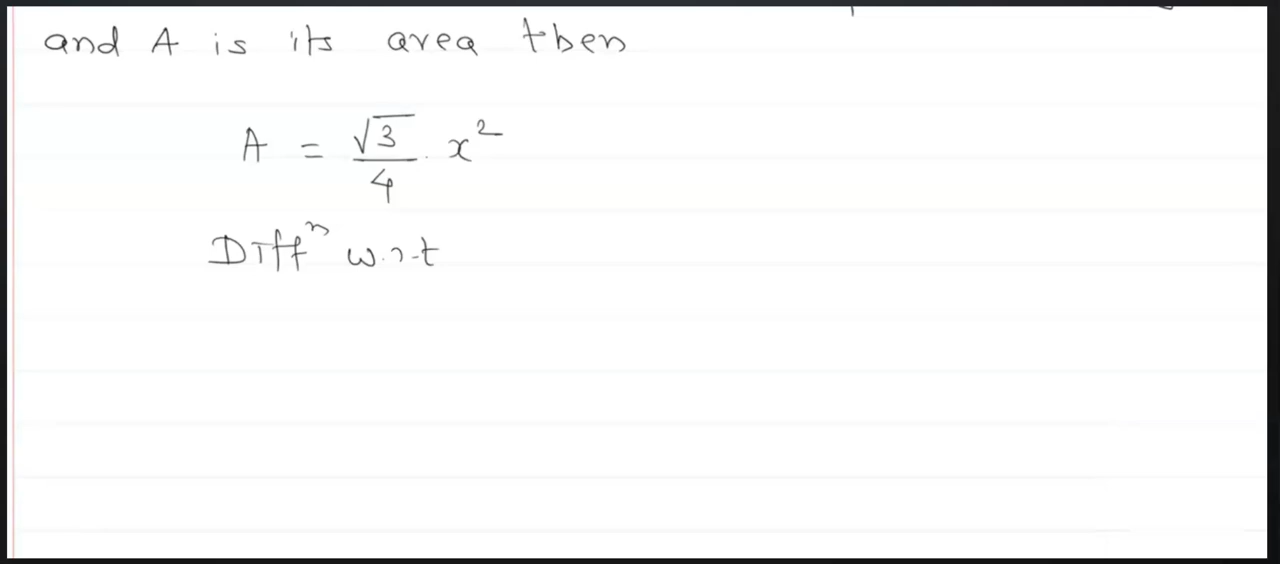 and A is its area then
A = √3/4 . x²
Diffⁿ w.r.t